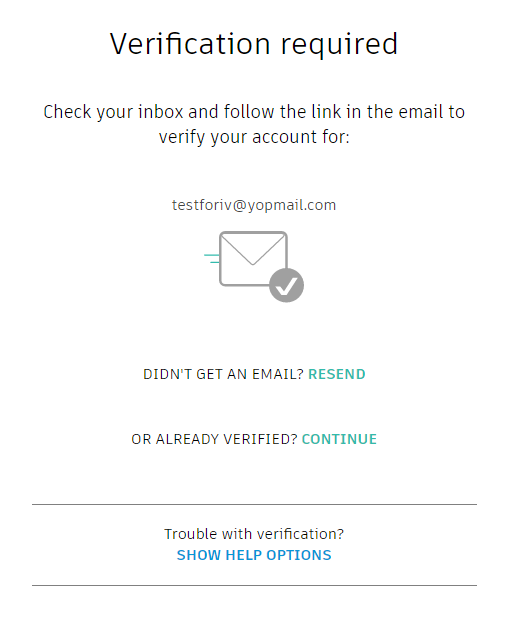 Verification required
Check your inbox and follow the link in the email to
verify your account for:
testforiv@yopmail.com
DIDN'T GET AN EMAIL? RESEND
OR ALREADY VERIFIED? CONTINUE
Trouble with verification?
SHOW HELP OPTIONS